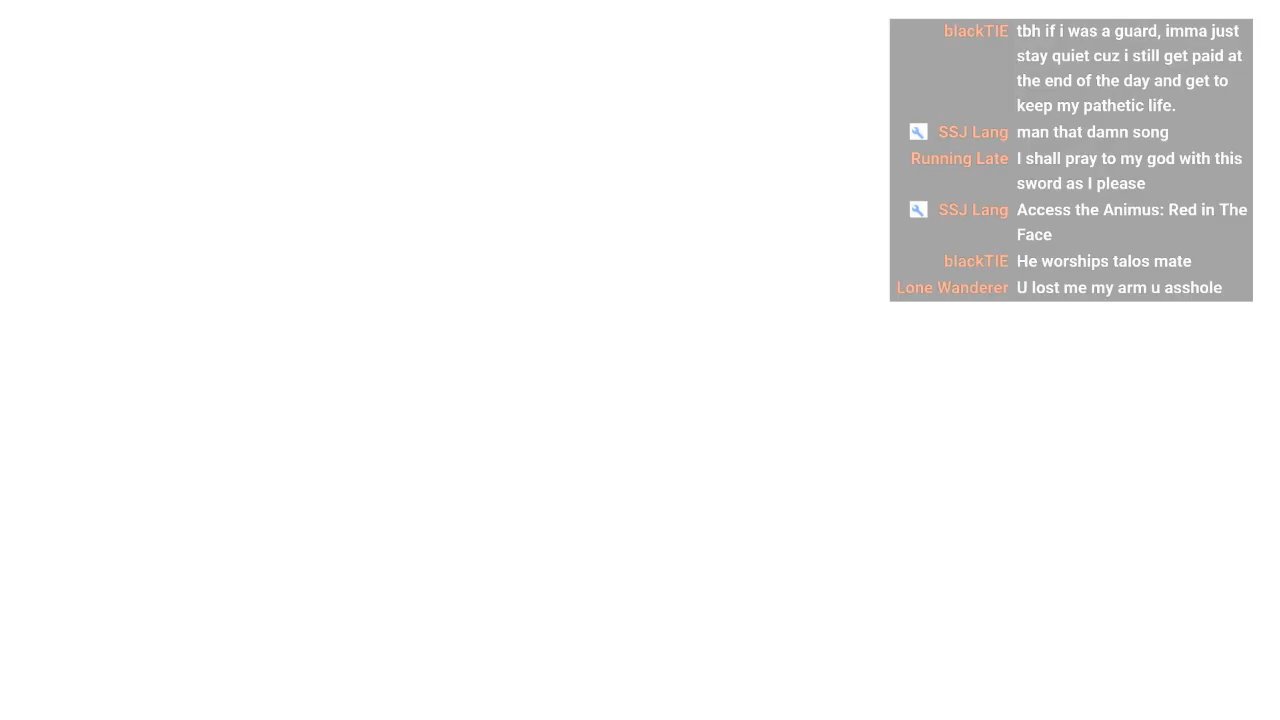 blackTIE tbh if i was a guard, imma just
stay quiet cuz i still get paid at
the end of the day and get to
keep my pathetic life.
SSJ Lang man that damn song
Running Late I shall pray to my god with this
sword as I please
SSJ Lang Access the Animus: Red in The
Face
blackTIE He worships talos mate
Lone Wanderer U lost me my arm u asshole